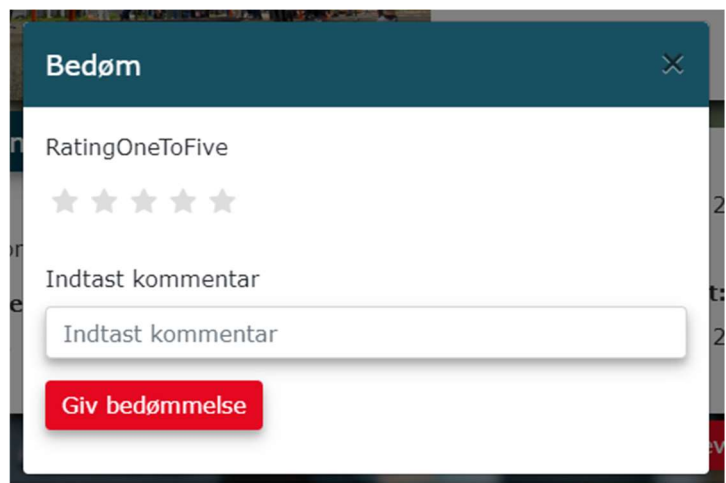 Bedøm
RatingOneToFive
Indtast kommentar
Indtast kommentar
Giv bedømmelse